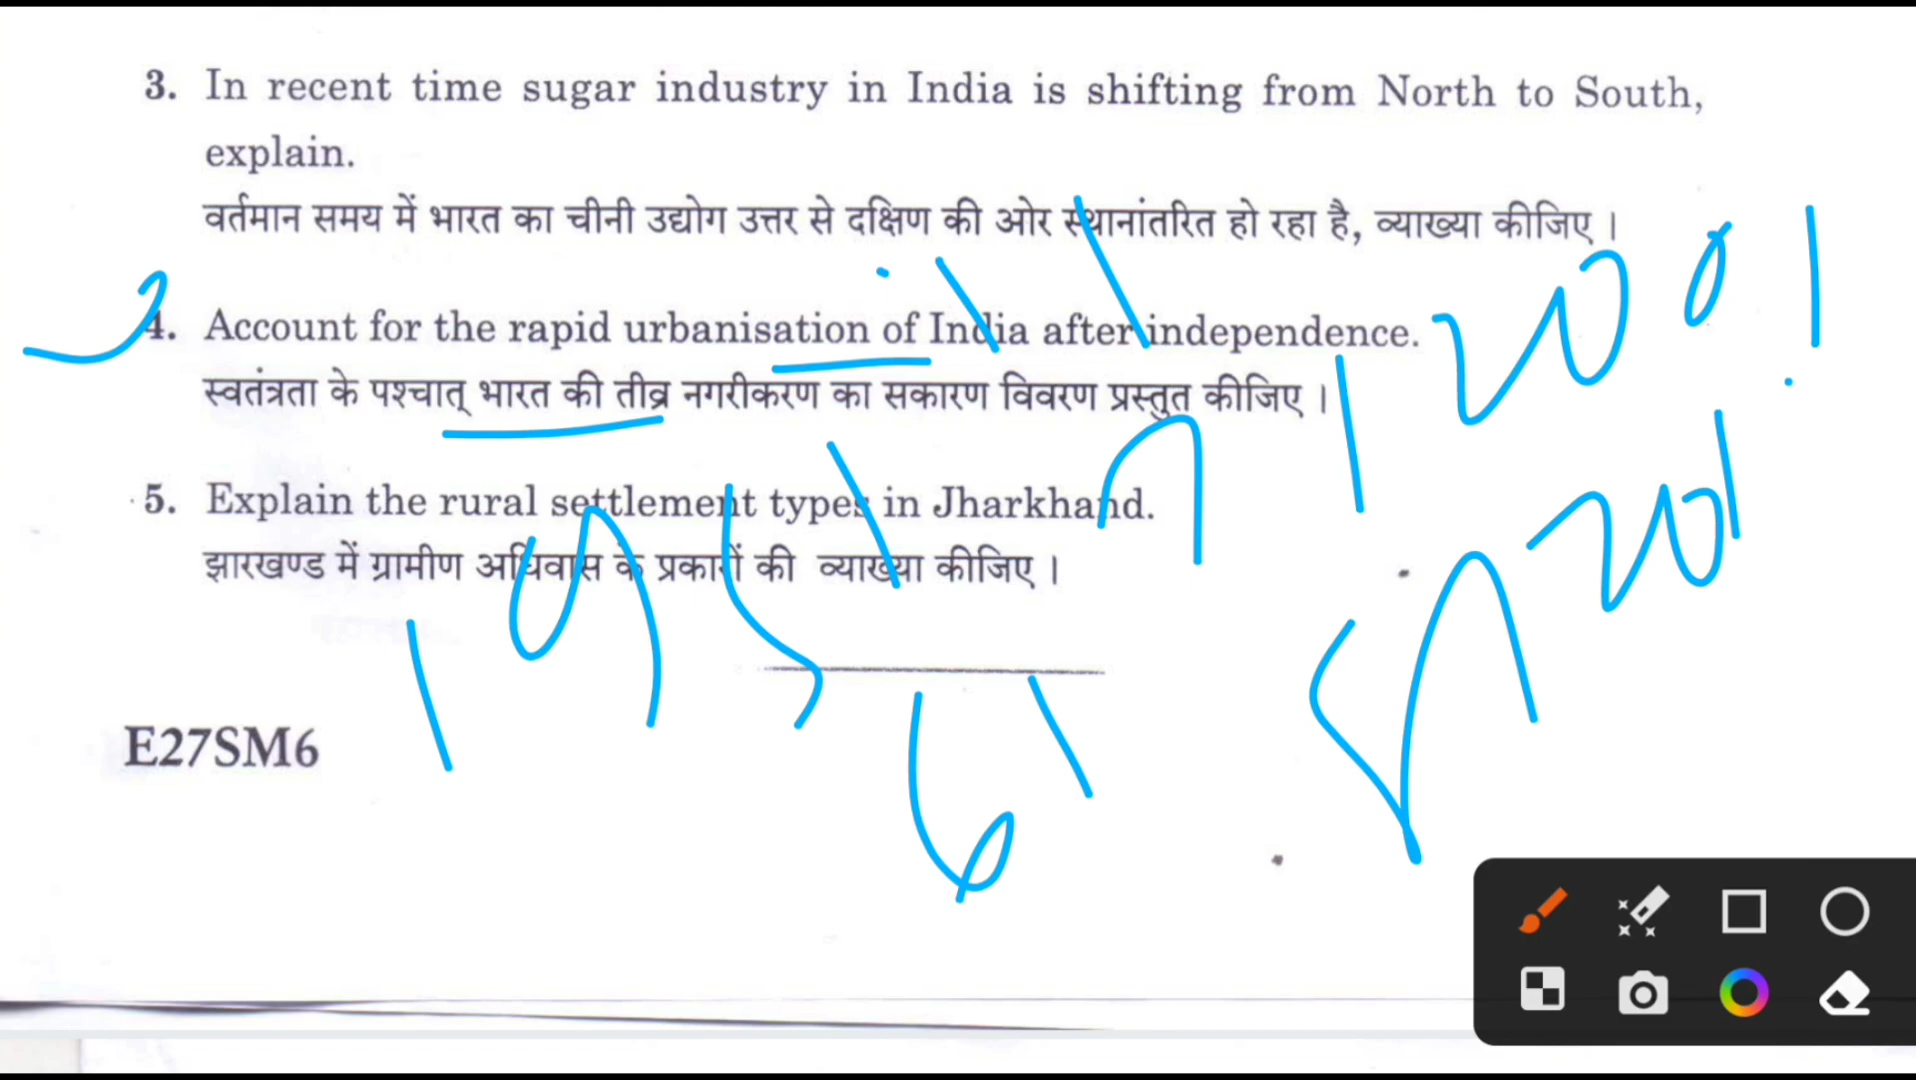 3. In recent time sugar industry in India is shifting from North to South,
explain.
वर्तमान समय में भारत का चीनी उद्योग उत्तर से दक्षिण की ओर स्थानांतरित हो रहा है, व्याख्या कीजिए ।
4. Account for the rapid urbanisation of India after independence.
स्वतंत्रता के पश्चात् भारत की तीव्र नगरीकरण का सकारण विवरण प्रस्तुत कीजिए ।
5. Explain the rural settlement types in Jharkhand.
झारखण्ड में ग्रामीण अधिवास के प्रकारों की व्याख्या कीजिए ।
E27SM6